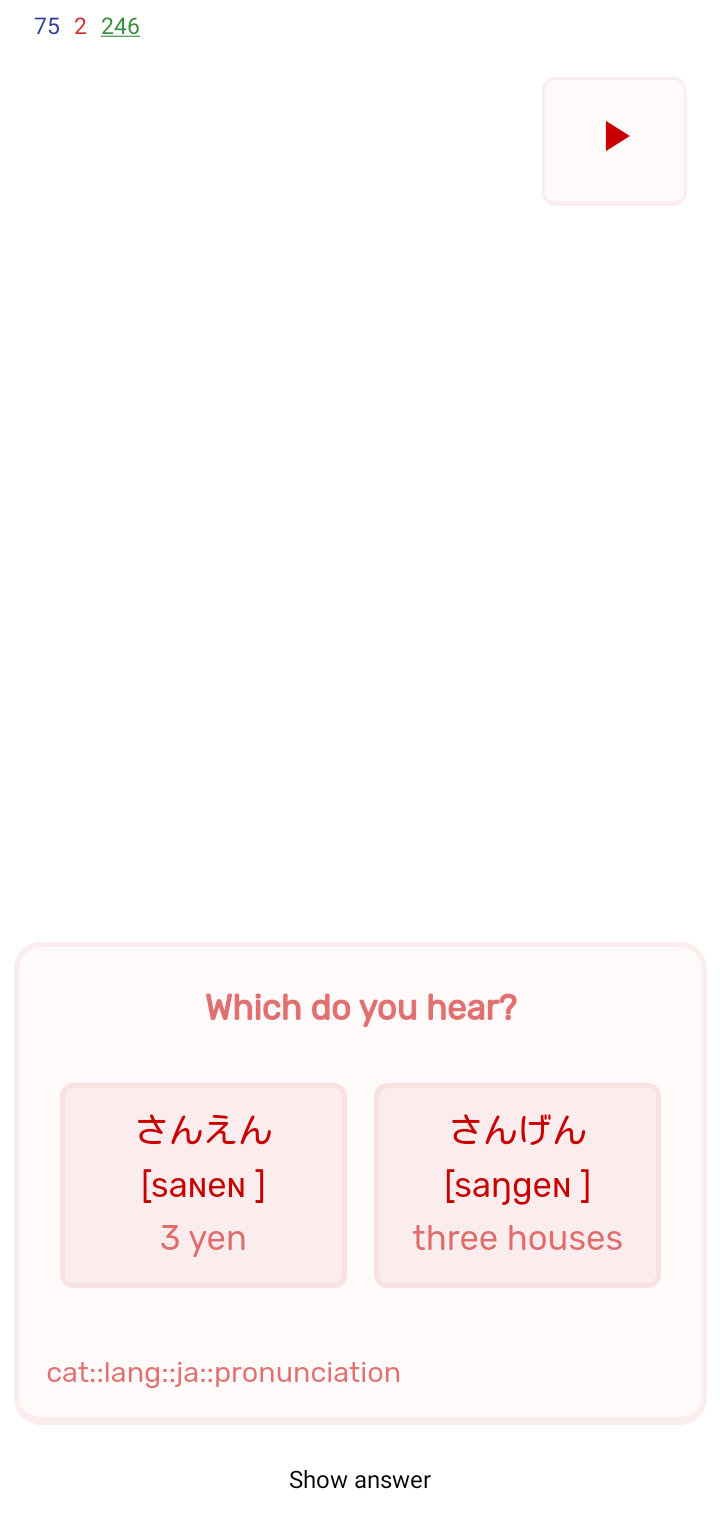 75 2 246
Which do you hear?
さんえん
[saɴeɴ ]
3 yen
さんげん
[saŋgeɴ ]
three houses
cat::lang::ja::pronunciation
Show answer